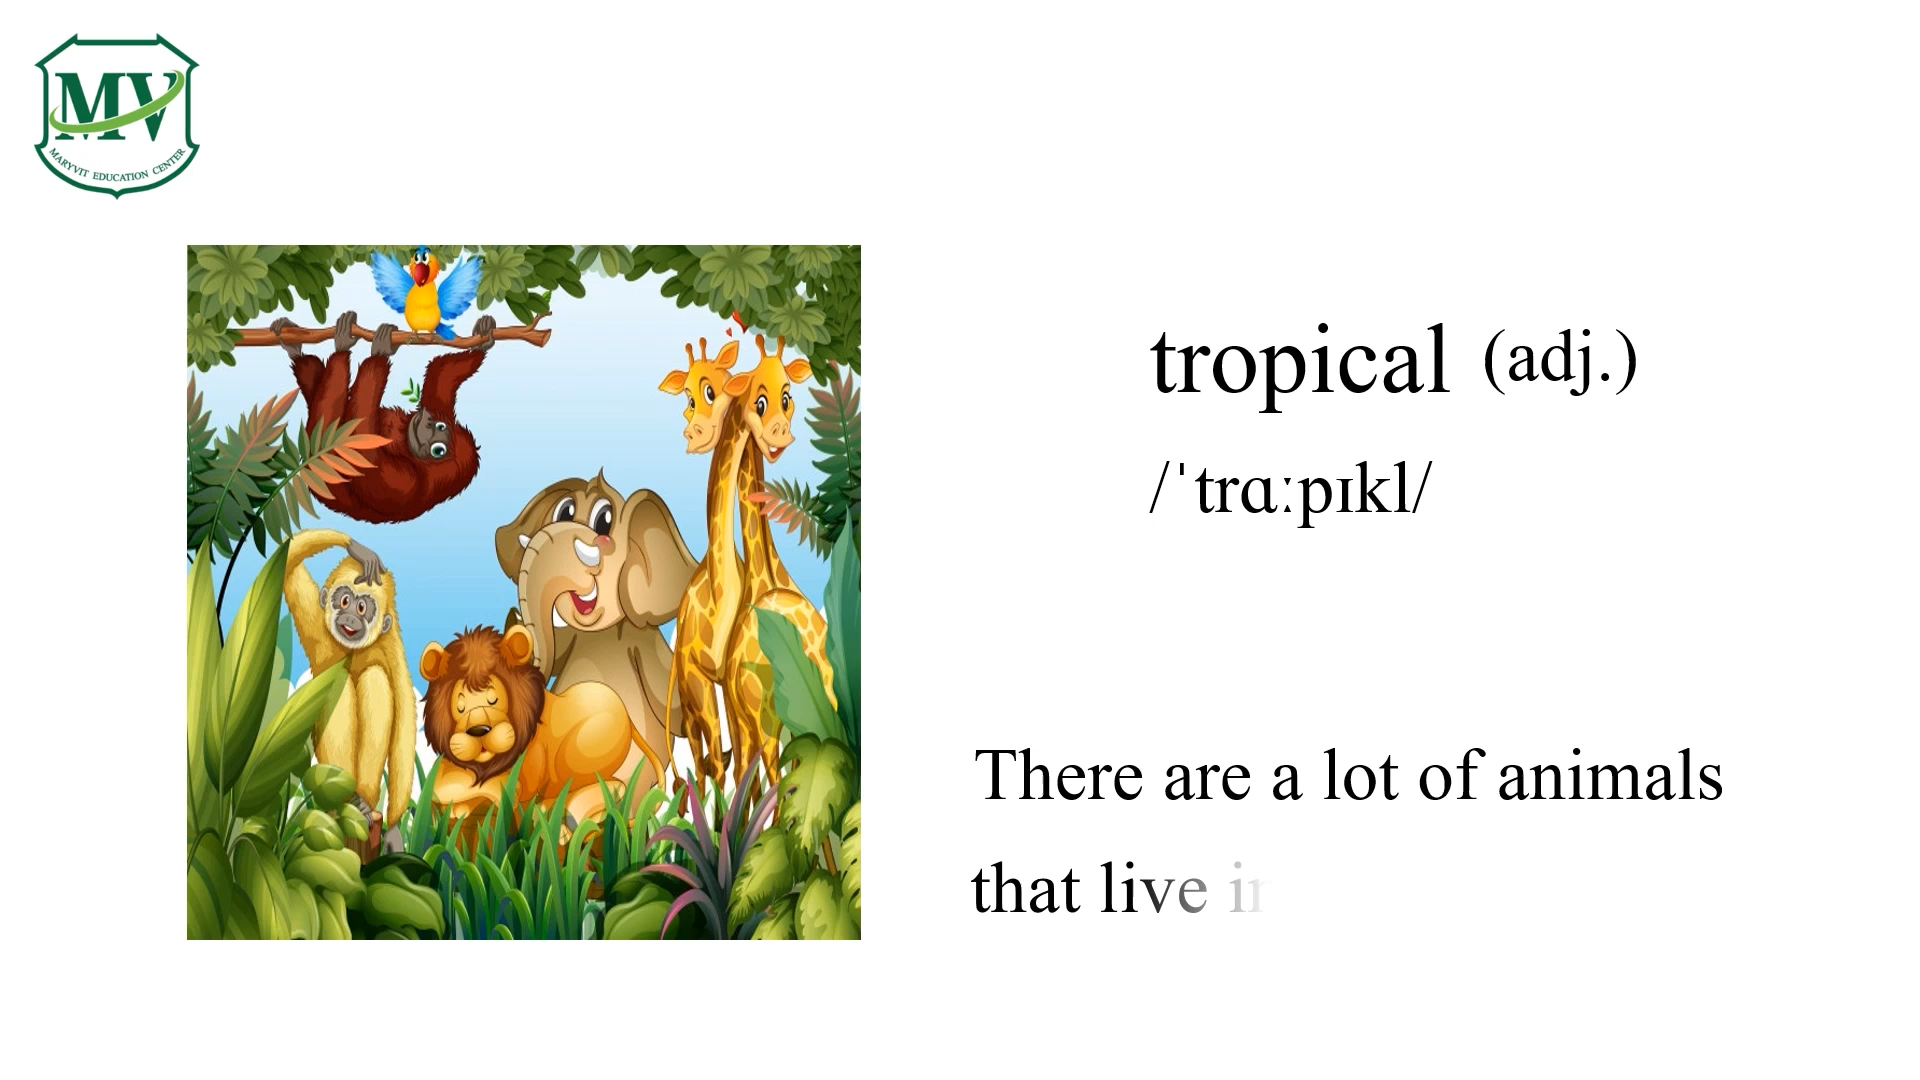 MV
MARYVIT EDUCATION CENTER
tropical (adj.)
/ˈtrɑːpɪkl/
There are a lot of animals
that live